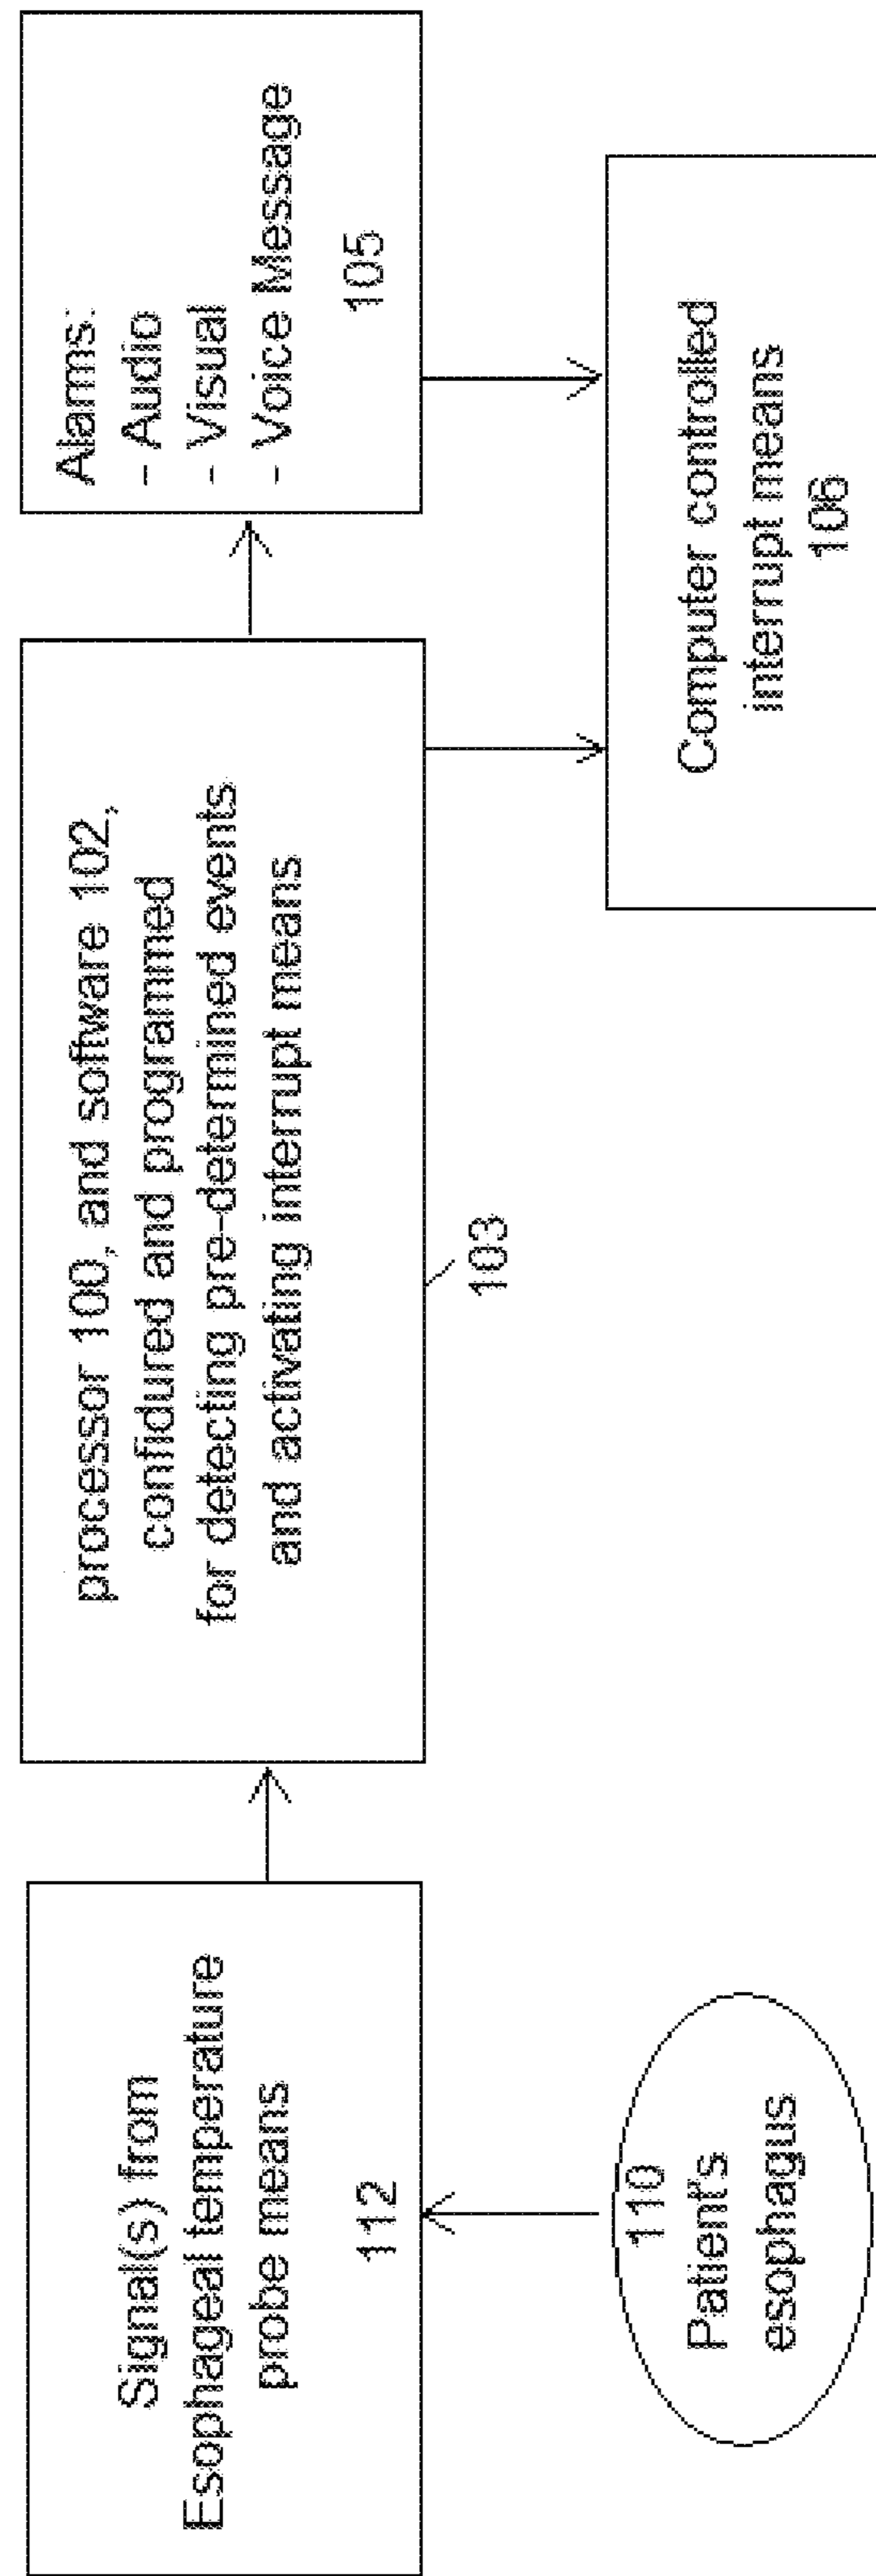 Signal(s) from
Esophageal temperature
probe means
112
110
Patient's
esophagus
processor 100, and software 102,
confidured and programmed
for detecting pre-determined events
and activating interrupt means
103
Alarms:
- Audio
- Visual
- Voice Message
105
Computer controlled
interrupt means
106